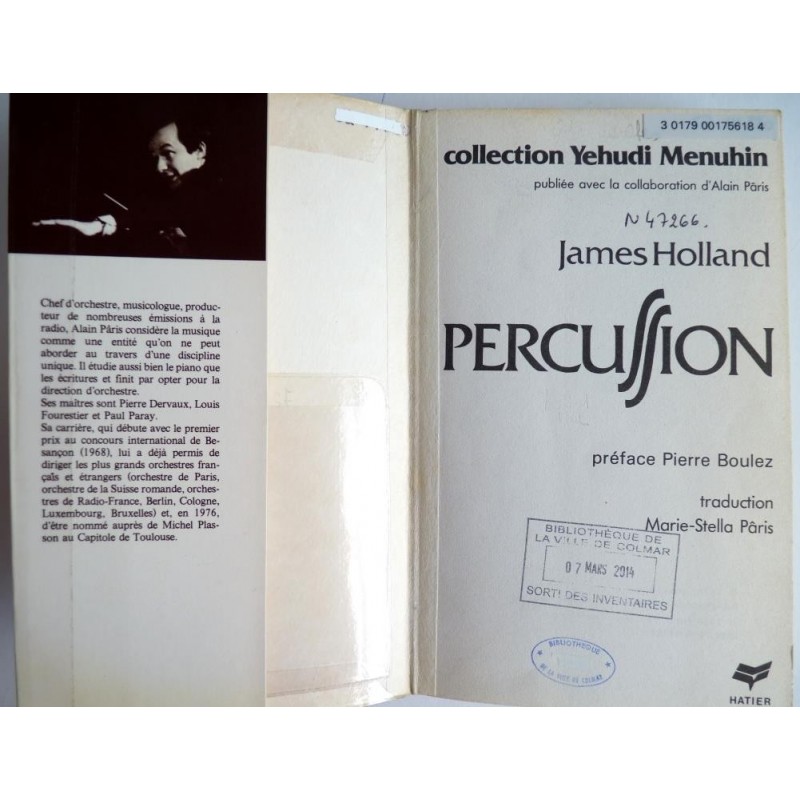 Chef d'orchestre, musicologue, produc-
teur de nombreuses émissions à la
radio, Alain Pâris considère la musique
comme une entité qu'on ne peut
aborder au travers d'une discipline
unique. Il étudie aussi bien le piano que
les écritures et finit par opter pour la
direction d'orchestre.
Ses maîtres sont Pierre Dervaux, Louis
Fourestier et Paul Paray.
Sa carrière, qui débute avec le premier
prix au concours international de Be-
sançon (1968), lui a déjà permis de
diriger les plus grands orchestres fran-
çais et étrangers (orchestre de Paris,
orchestre de la Suisse romande, orches-
tres de Radio-France, Berlin, Cologne,
Luxembourg, Bruxelles) et, en 1976,
d'être nommé auprès de Michel Plas-
son au Capitole de Toulouse.
3 0179 00175618 4
collection Yehudi Menuhin
publiée avec la collaboration d'Alain Pâris
N 47266.
James Holland
PERCUSSION
préface Pierre Boulez
traduction
Marie-Stella Pâris
BIBLIOTHÈQUE DE
LA VILLE DE COLMAR
07 MARS 2014
SORTI DES INVENTAIRES
BIBLIOTHÈQUE
DE LA VILLE DE COLMAR
HATIER